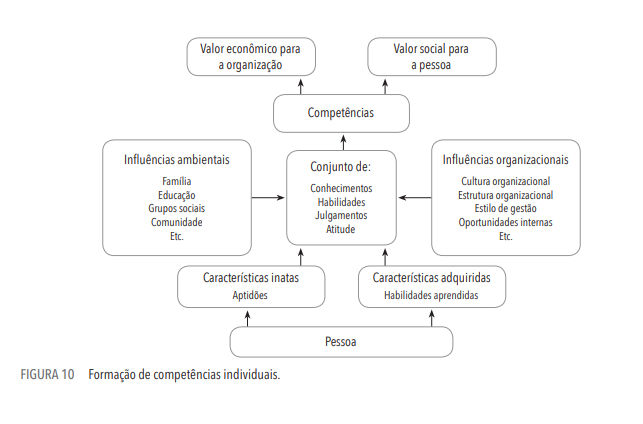 Valor econômico para
a organização
Valor social para
a pessoa
Competências
Influências ambientais
Família
Educação
Grupos sociais
Comunidade
Etc.
Conjunto de:
Conhecimentos
Habilidades
Julgamentos
Atitude
Influências organizacionais
Cultura organizacional
Estrutura organizacional
Estilo de gestão
Oportunidades internas
Etc.
Características inatas
Aptidões
Características adquiridas
Habilidades aprendidas
Pessoa
FIGURA 10 Formação de competências individuais.